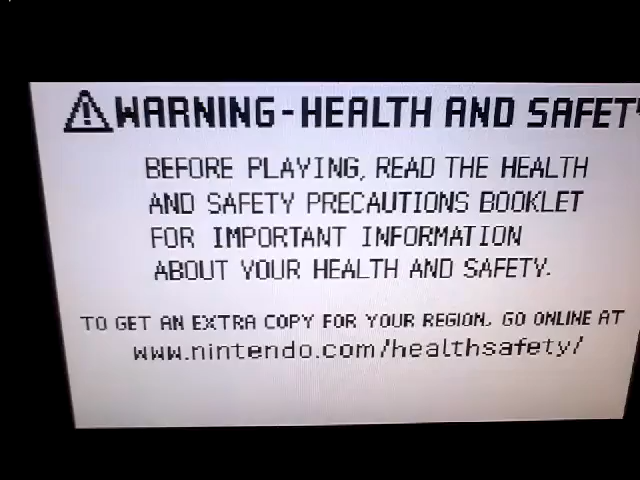 WARNING-HEALTH AND SAFETY
BEFORE PLAYING, READ THE HEALTH
AND SAFETY PRECAUTIONS BOOKLET
FOR IMPORTANT INFORMATION
ABOUT YOUR HEALTH AND SAFETY.
TO GET AN EXTRA COPY FOR YOUR REGION, GO ONLINE AT
www.nintendo.com/healthsafety/